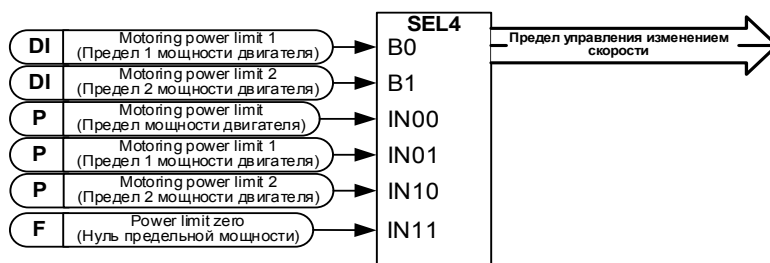 SEL4
DI Motoring power limit 1
(Предел 1 мощности двигателя)
B0
DI Motoring power limit 2
(Предел 2 мощности двигателя)
B1
P Motoring power limit
(Предел мощности двигателя)
IN00
P Motoring power limit 1
(Предел 1 мощности двигателя)
IN01
P Motoring power limit 2
(Предел 2 мощности двигателя)
IN10
F Power limit zero
(Нуль предельной мощности)
IN11
Предел управления изменением
скорости